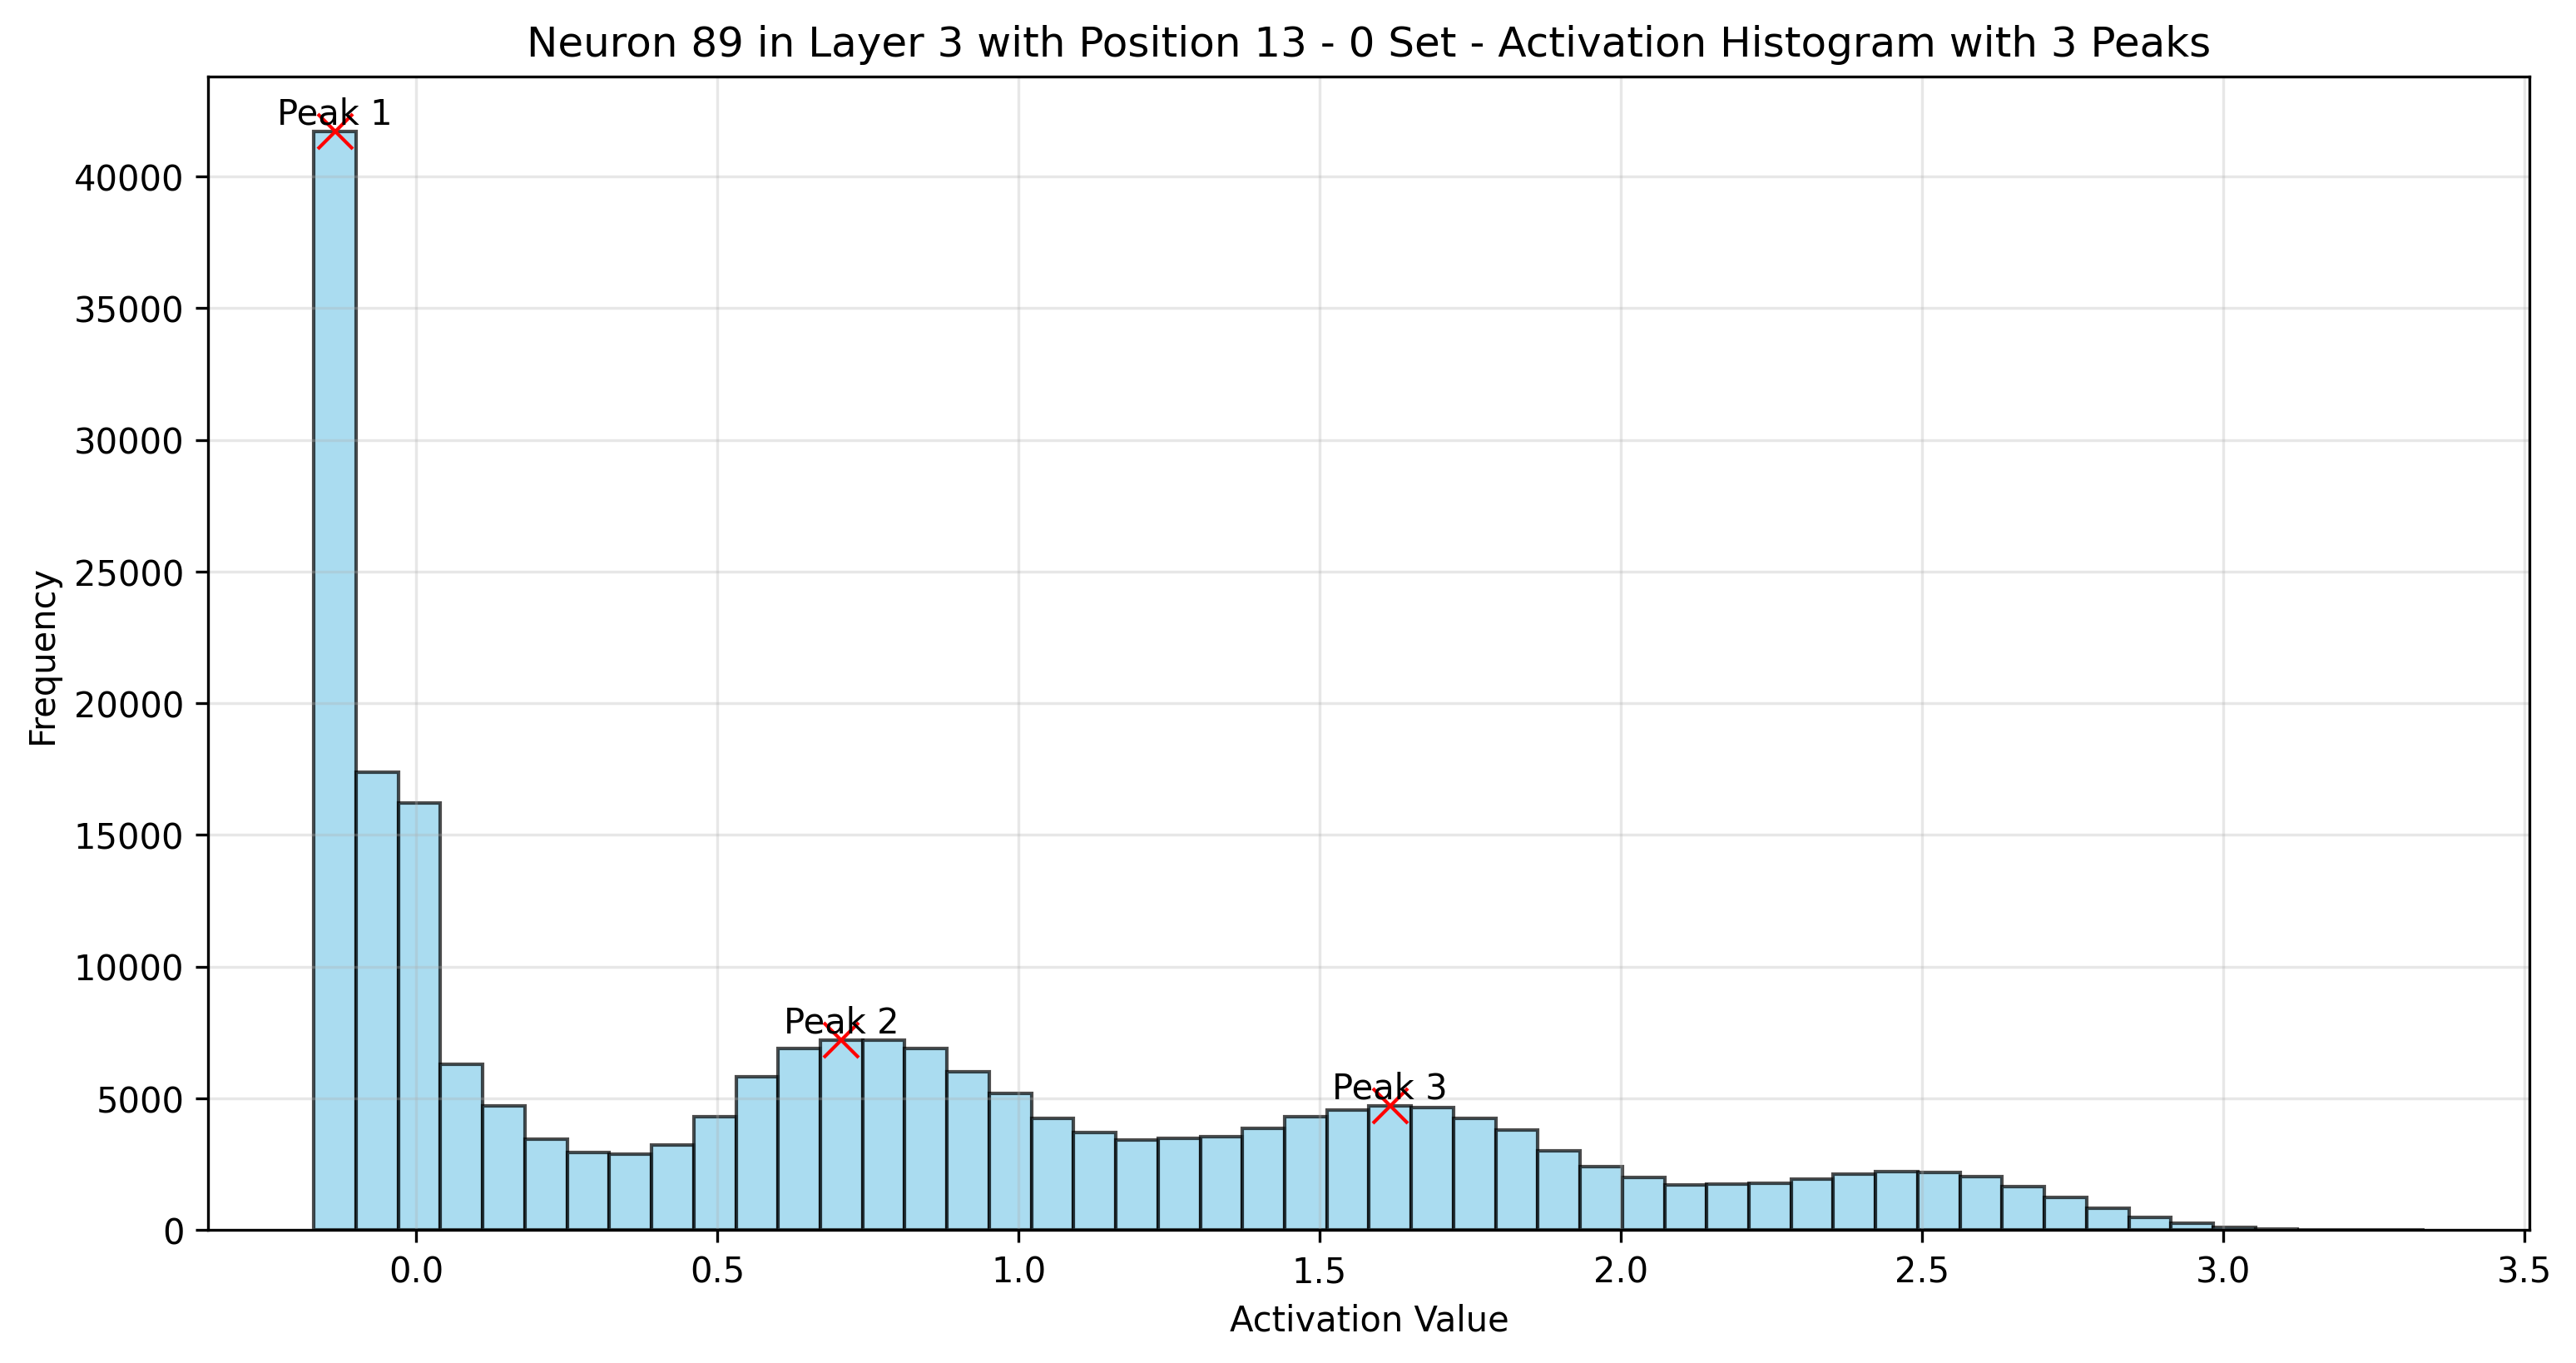 Neuron 89 in Layer 3 with Position 13 - 0 Set - Activation Histogram with 3 Peaks
Peak 1
40000
35000
30000
25000
20000
15000
10000
5000
0
Frequency
Peak 2
Peak 3
0.0 0.5 1.0 1.5 2.0 2.5 3.0 3.5
Activation Value